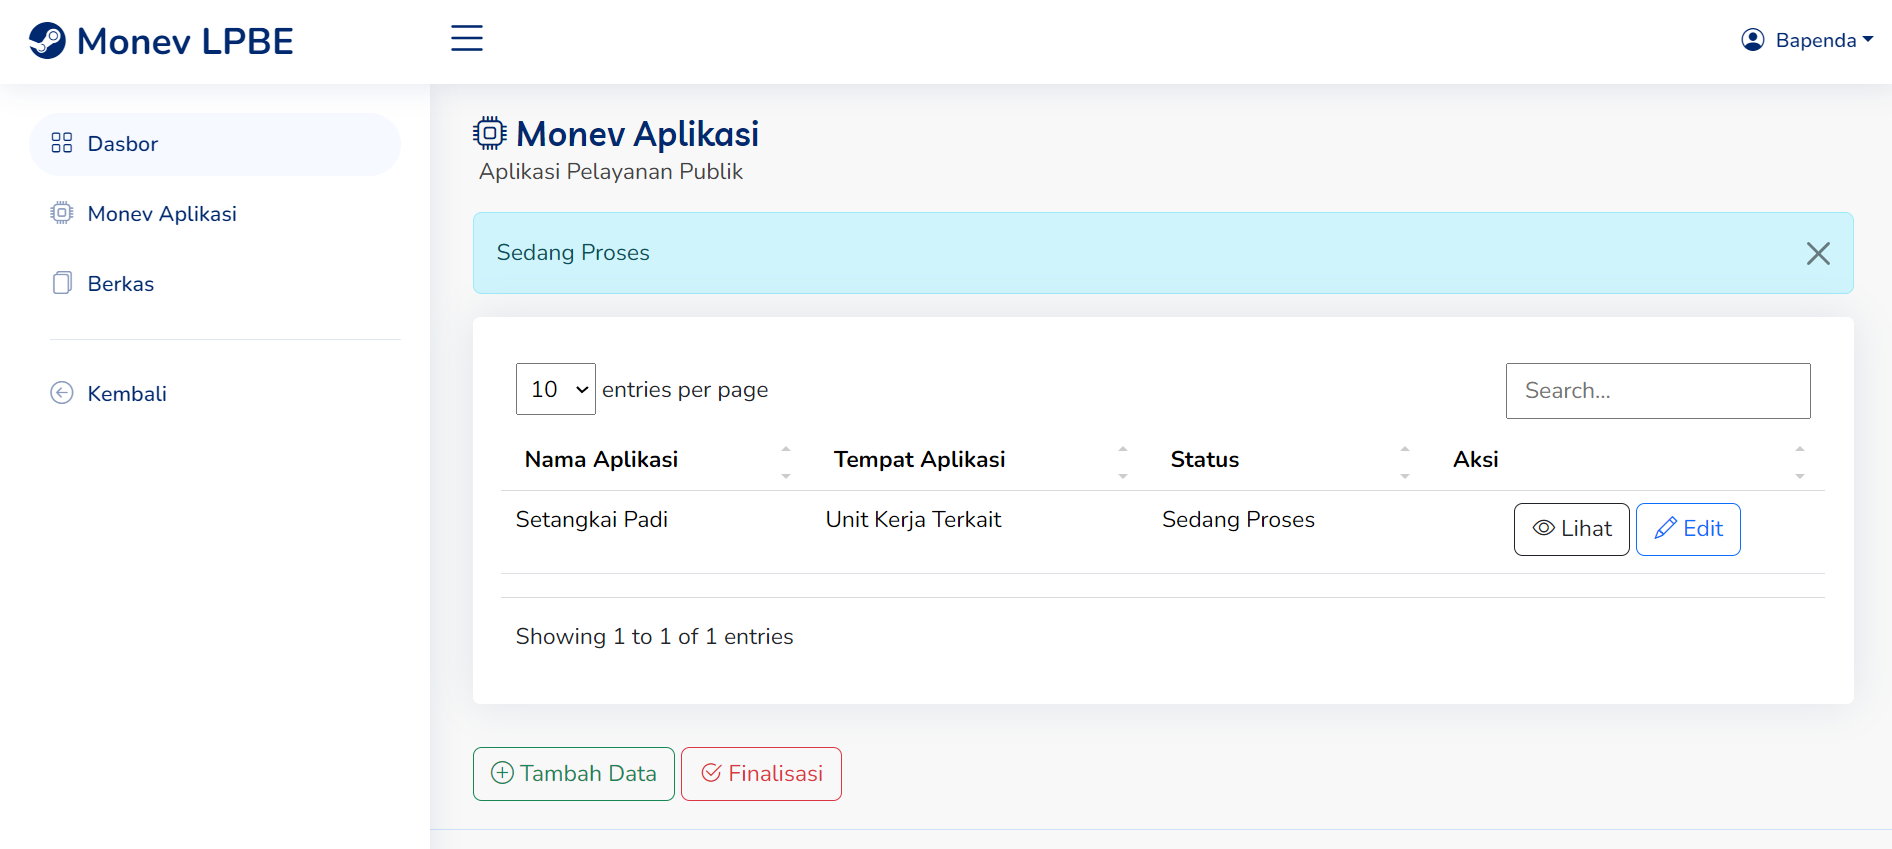 Monev LPBE
Bapenda
Dasbor
Monev Aplikasi
Berkas
Kembali
Monev Aplikasi
Aplikasi Pelayanan Publik
Sedang Proses
10 entries per page
Search...
Nama Aplikasi Tempat Aplikasi Status Aksi
Setangkai Padi Unit Kerja Terkait Sedang Proses Lihat Edit
Showing 1 to 1 of 1 entries
Tambah Data Finalisasi